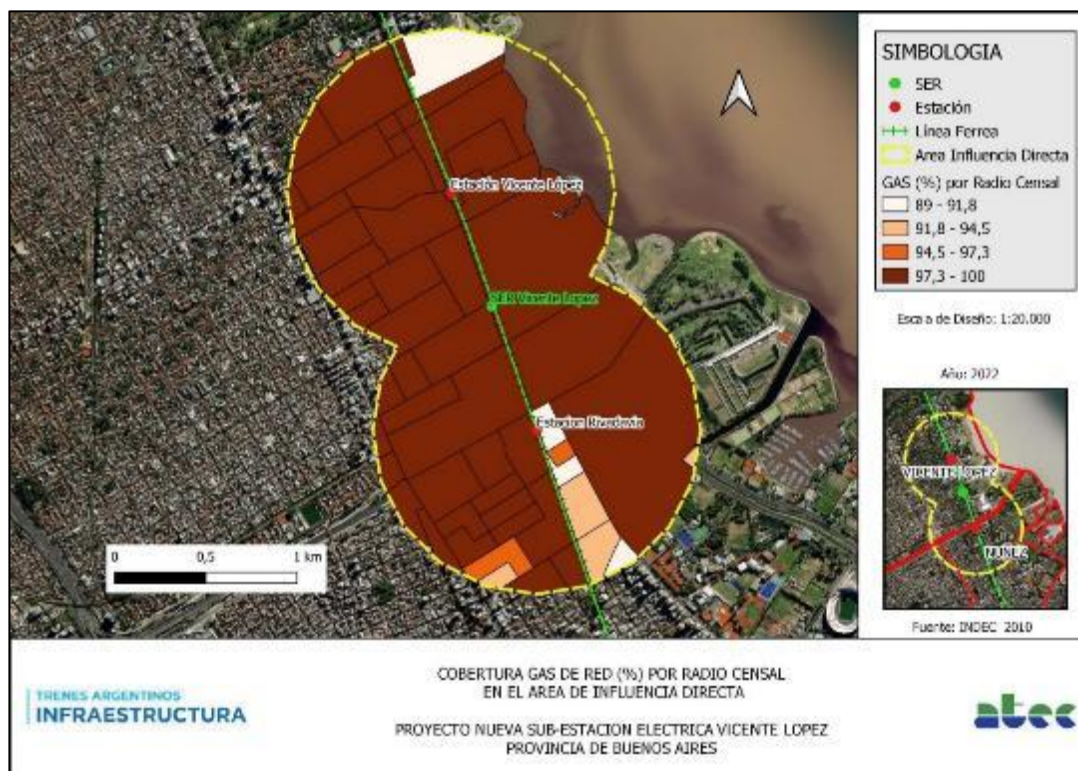 Estación Vicente López
SER Vicente Lopez
Estacion Rivadavia
0 0,5 1 km
SIMBOLOGIA
SER
Estación
Línea Ferrea
Area Influencia Directa
GAS (%) por Radio Censal
89 - 91,8
91,8 - 94,5
94,5 - 97,3
97,3 - 100
Escala de Diseño: 1:20.000
Año: 2022
VICENTE LOPEZ
NUÑEZ
Fuente: INDEC 2010
TRENES ARGENTINOS
INFRAESTRUCTURA
COBERTURA GAS DE RED (%) POR RADIO CENSAL
EN EL AREA DE INFLUENCIA DIRECTA
PROYECTO NUEVA SUB-ESTACION ELECTRICA VICENTE LOPEZ
PROVINCIA DE BUENOS AIRES
atec